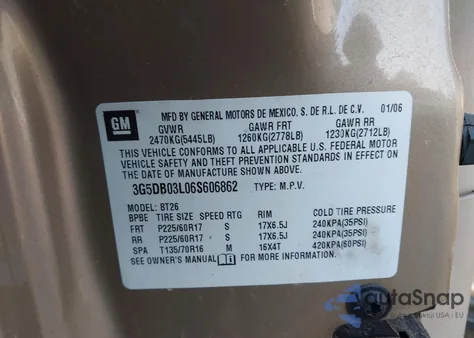 GM
MFD BY GENERAL MOTORS DE MEXICO, S. DE R.L. DE C.V. 01/06
GVWR GAWR FRT GAWR RR
2470KG(5445LB) 1260KG(2778LB) 1230KG(2712LB)
THIS VEHICLE CONFORMS TO ALL APPLICABLE U.S. FEDERAL MOTOR
VEHICLE SAFETY AND THEFT PREVENTION STANDARDS IN EFFECT ON
THE DATE OF MANUFACTURE SHOWN ABOVE.
3G5DB03L06S606862 TYPE: M.P.V.
MODEL: BT26
BPBE TIRE SIZE SPEED RTG RIM COLD TIRE PRESSURE
FRT P225/60R17 S 17X6.5J 240KPA(35PSI)
RR P225/60R17 S 17X6.5J 240KPA(35PSI)
SPA T135/70R16 M 16X4T 420KPA(60PSI)
SEE OWNER'S MANUAL FOR MORE INFORMATION.
autoSnap